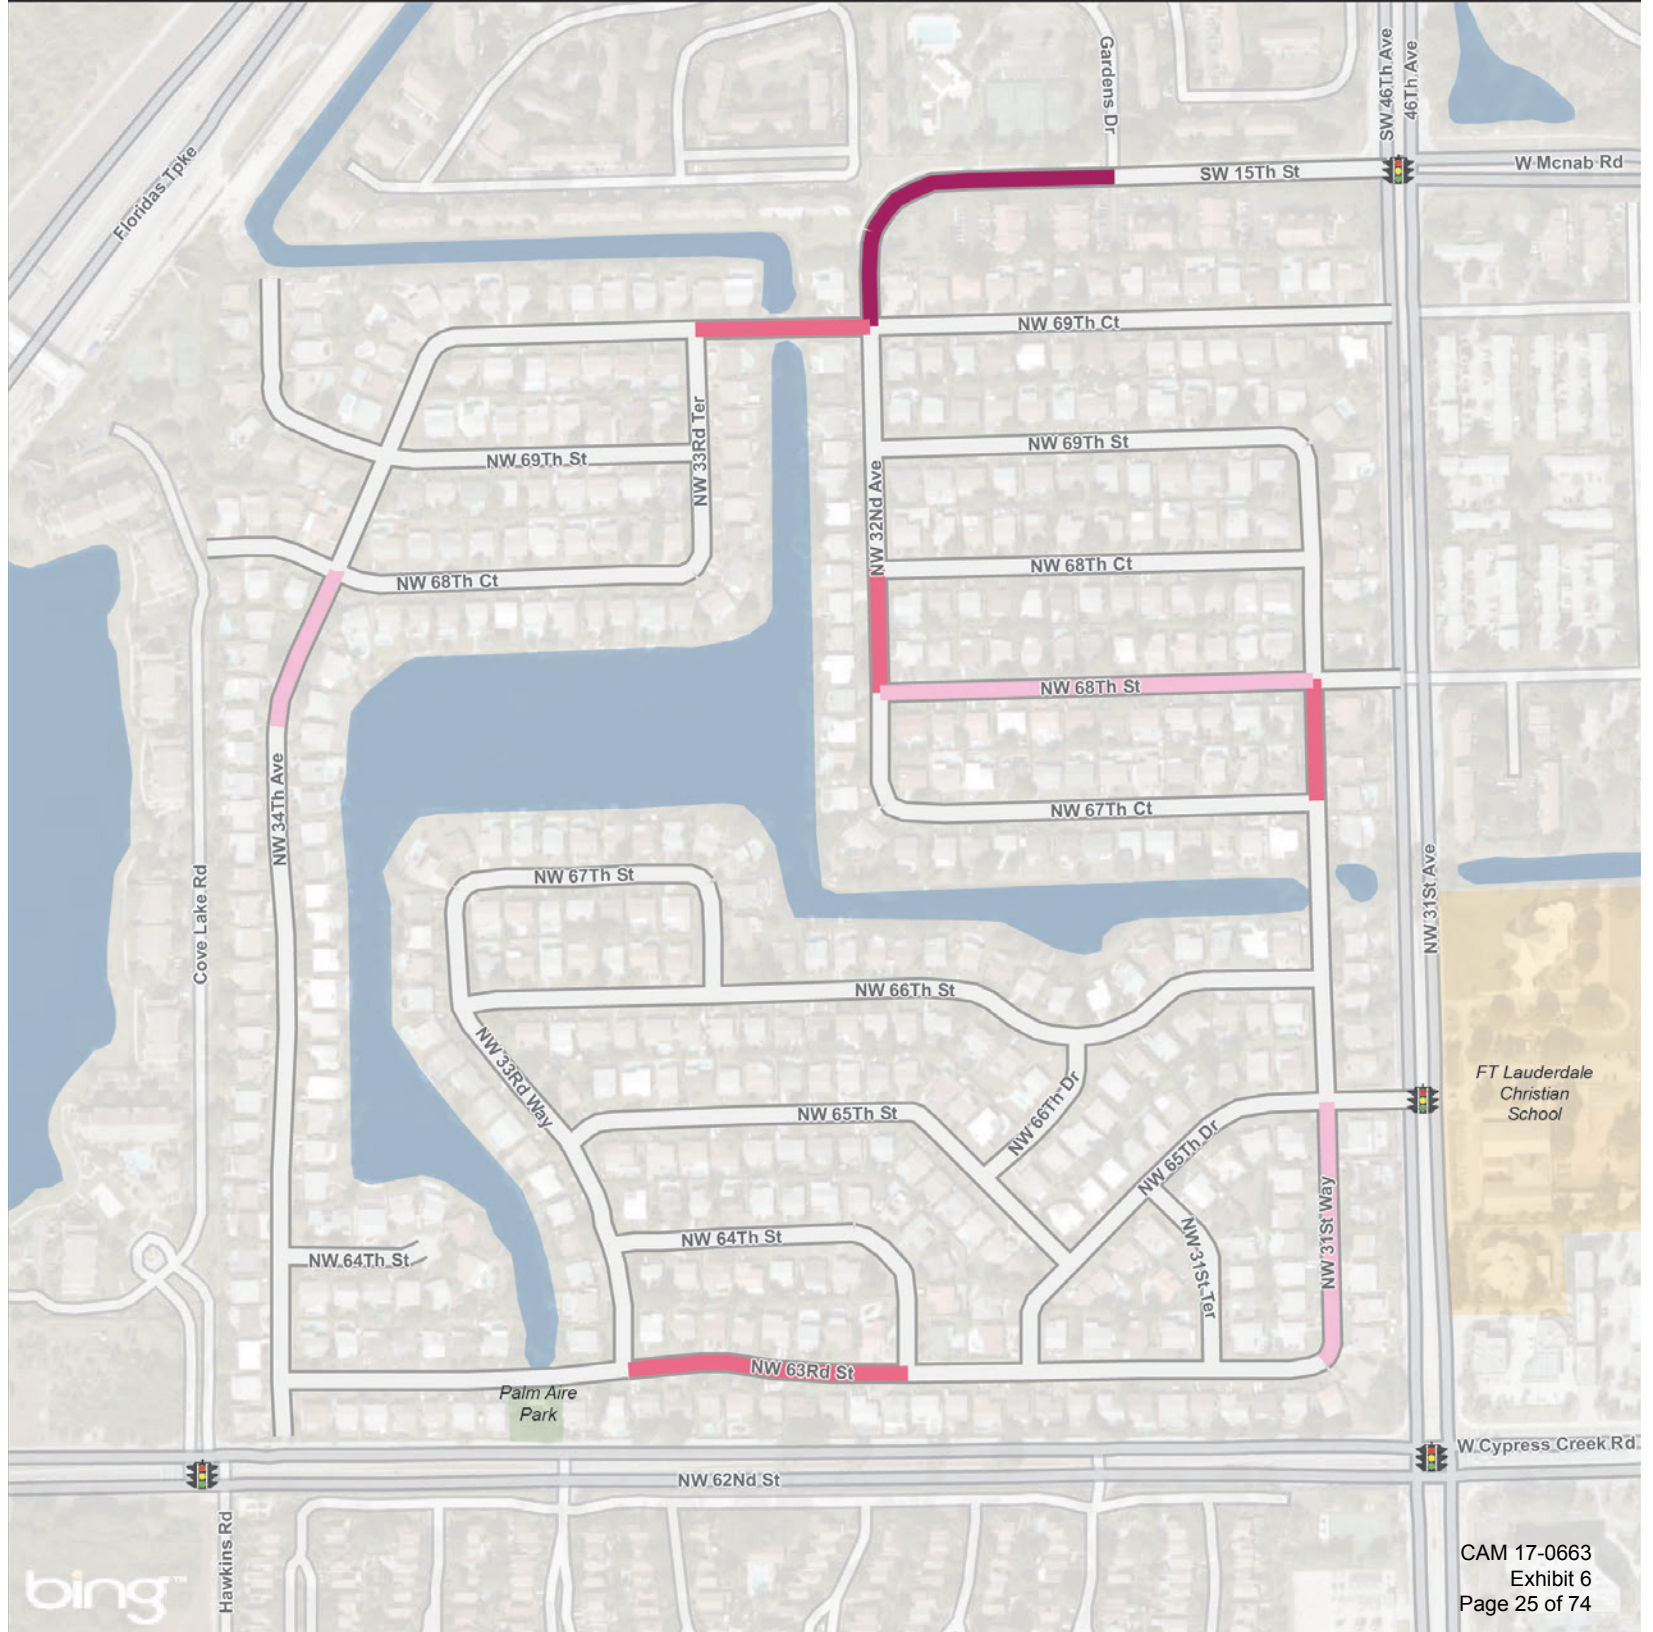 SW 46Th Ave
46Th Ave
Gardens Dr
W Mcnab Rd
SW 15Th St
Floridas Tpke
NW 69Th Ct
NW 33Rd Ter
NW 69Th St
NW 69Th St
NW 32Nd Ave
NW 68Th Ct
NW 68Th Ct
NW 68Th St
NW 34Th Ave
NW 67Th Ct
NW 67Th St
Cove Lake Rd
NW 31St Ave
NW 66Th St
NW 33Rd Way
NW 66Th Dr
NW 65Th St
FT Lauderdale
Christian
School
NW 65Th Dr
NW 31St Way
NW 64Th St
NW 64Th St
NW 31St Ter
NW 63Rd St
Palm Aire
Park
W Cypress Creek Rd
NW 62Nd St
Hawkins Rd
bing™
CAM 17-0663
Exhibit 6
Page 25 of 74